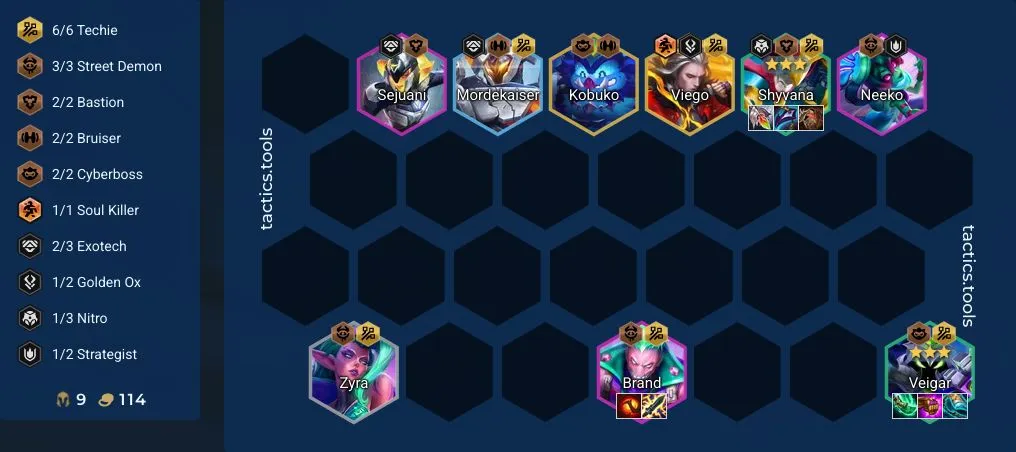 6/6 Techie
3/3 Street Demon
2/2 Bastion
2/2 Bruiser
2/2 Cyberboss
1/1 Soul Killer
2/3 Exotech
1/2 Golden Ox
1/3 Nitro
1/2 Strategist
9 114
tactics.tools
Sejuani Mordekaiser Kobuko Viego Shyvana Neeko
tactics.tools
Zyra Brand Veigar